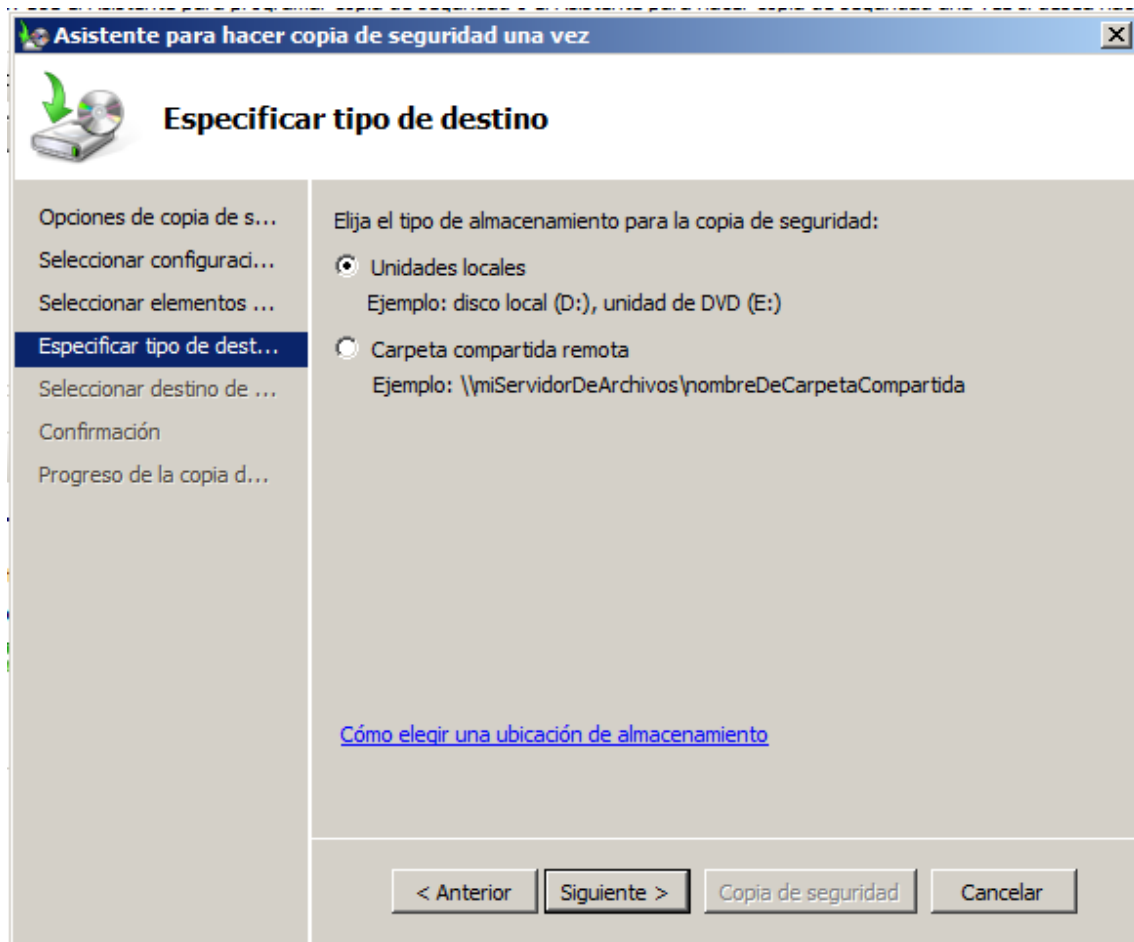 Asistente para hacer copia de seguridad una vez
Especificar tipo de destino
Opciones de copia de s...
Seleccionar configuraci...
Seleccionar elementos ...
Especificar tipo de dest...
Seleccionar destino de ...
Confirmación
Progreso de la copia d...
Elija el tipo de almacenamiento para la copia de seguridad:
Unidades locales
Ejemplo: disco local (D:), unidad de DVD (E:)
Carpeta compartida remota
Ejemplo: \\miServidorDeArchivos\nombreDeCarpetaCompartida
Cómo elegir una ubicación de almacenamiento
< Anterior
Siguiente >
Copia de seguridad
Cancelar